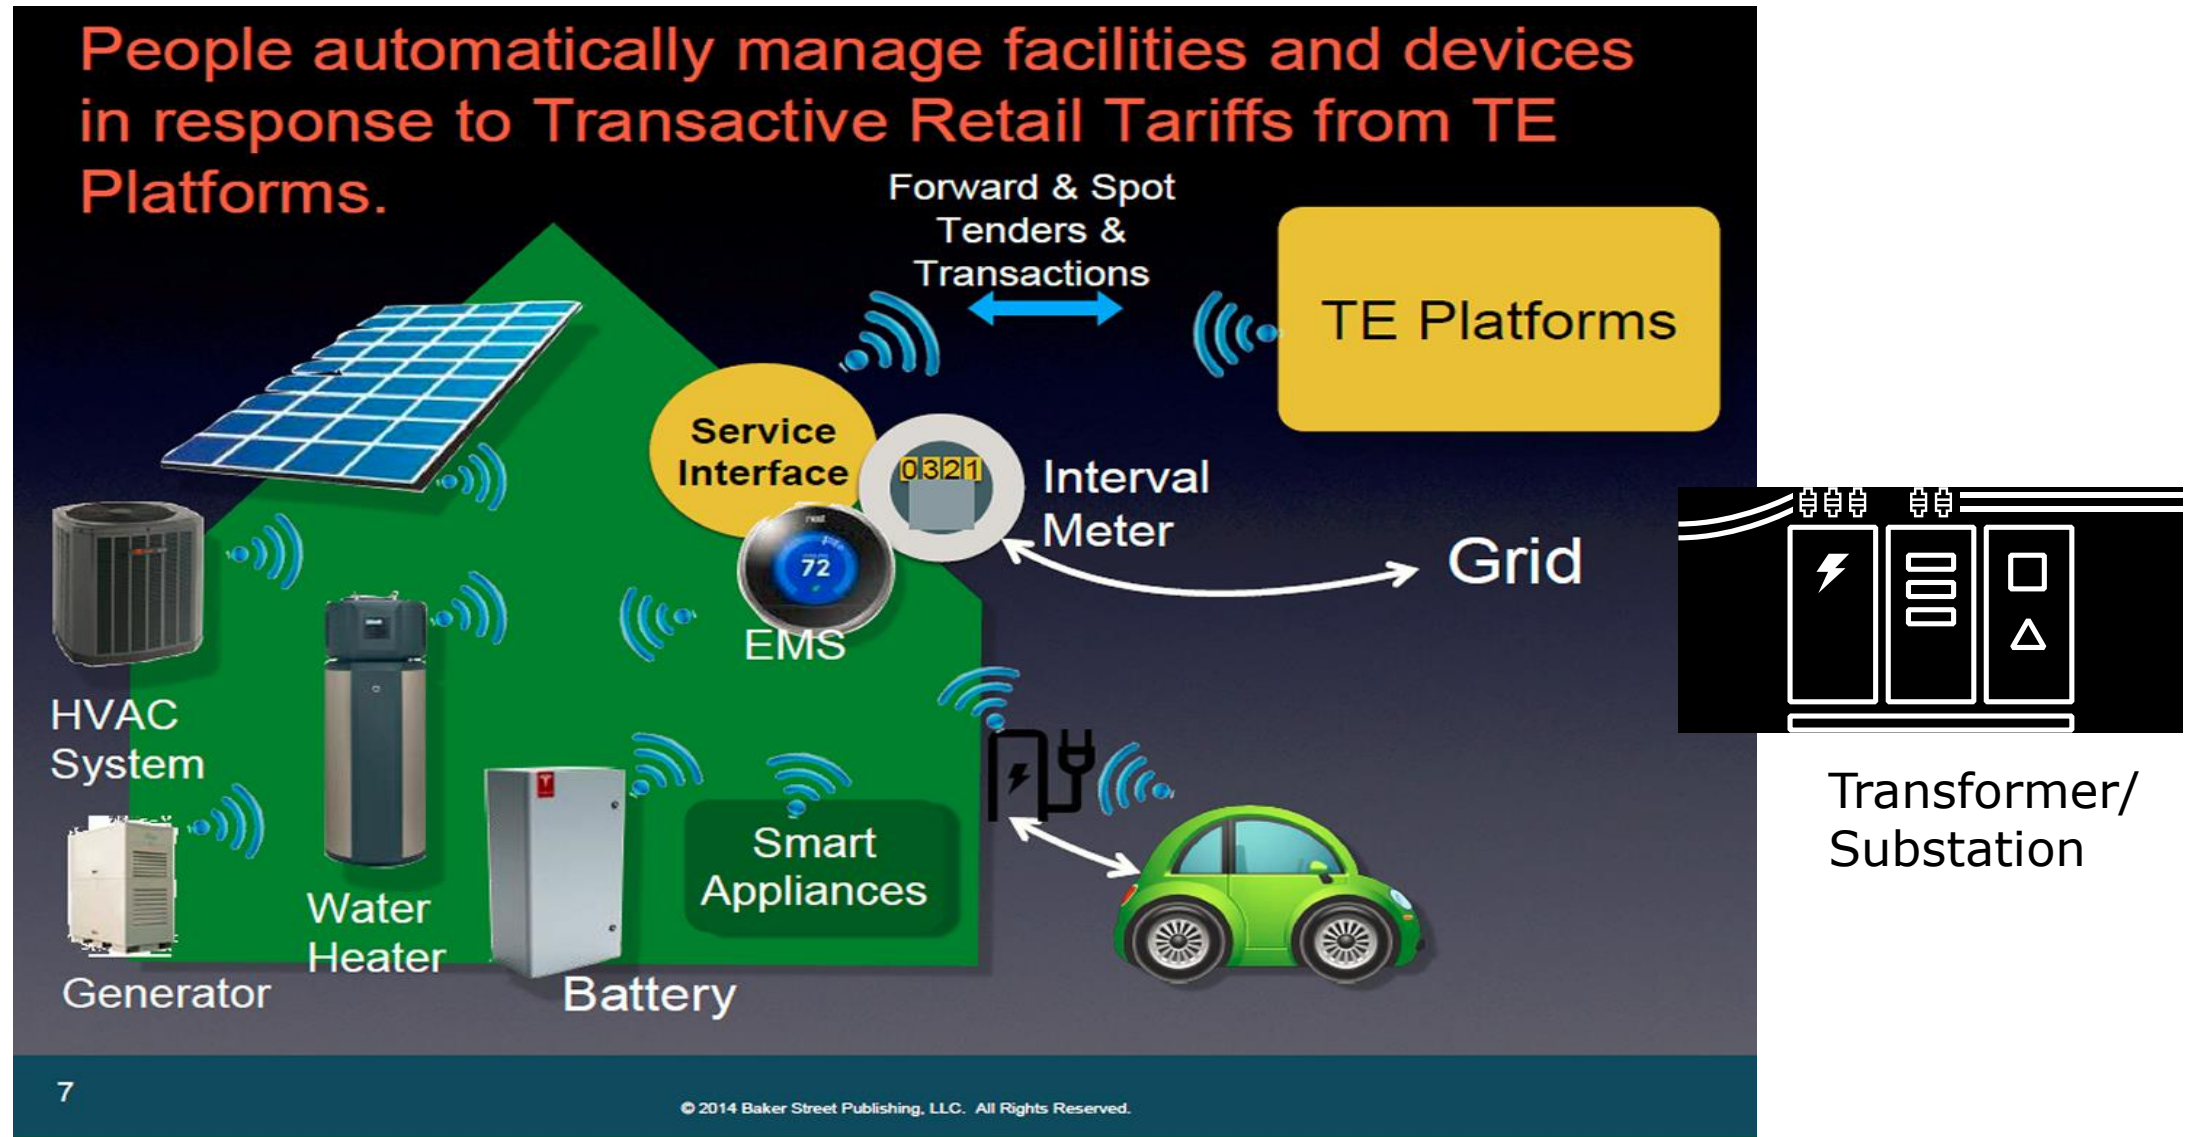 People automatically manage facilities and devices
in response to Transactive Retail Tariffs from TE
Platforms.
Forward & Spot
Tenders &
Transactions
TE Platforms
Service
Interface
0321
Interval
Meter
nest
72
EMS
Grid
HVAC
System
Water
Heater
Generator
Battery
Smart
Appliances
Transformer/
Substation
7
© 2014 Baker Street Publishing, LLC. All Rights Reserved.